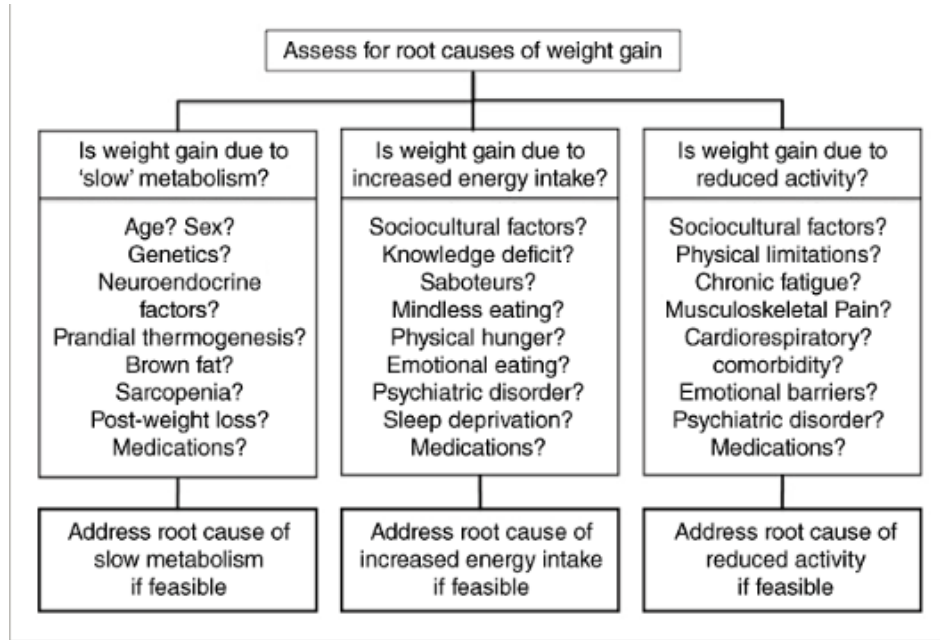 Assess for root causes of weight gain
Is weight gain due to
'slow' metabolism?
Age? Sex?
Genetics?
Neuroendocrine
factors?
Prandial thermogenesis?
Brown fat?
Sarcopenia?
Post-weight loss?
Medications?
Address root cause of
slow metabolism
if feasible
Is weight gain due to
increased energy intake?
Sociocultural factors?
Knowledge deficit?
Saboteurs?
Mindless eating?
Physical hunger?
Emotional eating?
Psychiatric disorder?
Sleep deprivation?
Medications?
Address root cause of
increased energy intake
if feasible
Is weight gain due to
reduced activity?
Sociocultural factors?
Physical limitations?
Chronic fatigue?
Musculoskeletal Pain?
Cardiorespiratory?
comorbidity?
Emotional barriers?
Psychiatric disorder?
Medications?
Address root cause of
reduced activity
if feasible